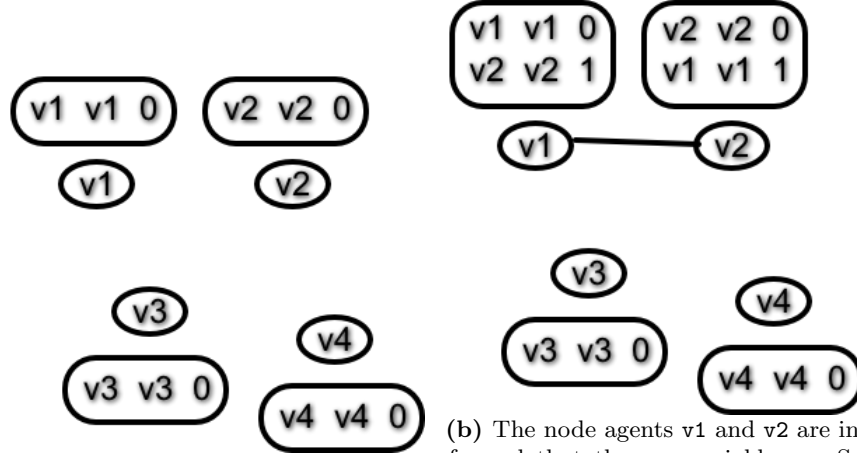 v1 v1 0
v2 v2 0
v1
v2
v3
v4
v3 v3 0
v4 v4 0
v1 v1 0
v2 v2 1
v2 v2 0
v1 v1 1
v1
v2
v3
v4
v3 v3 0
v4 v4 0
(b) The node agents v1 and v2 are in